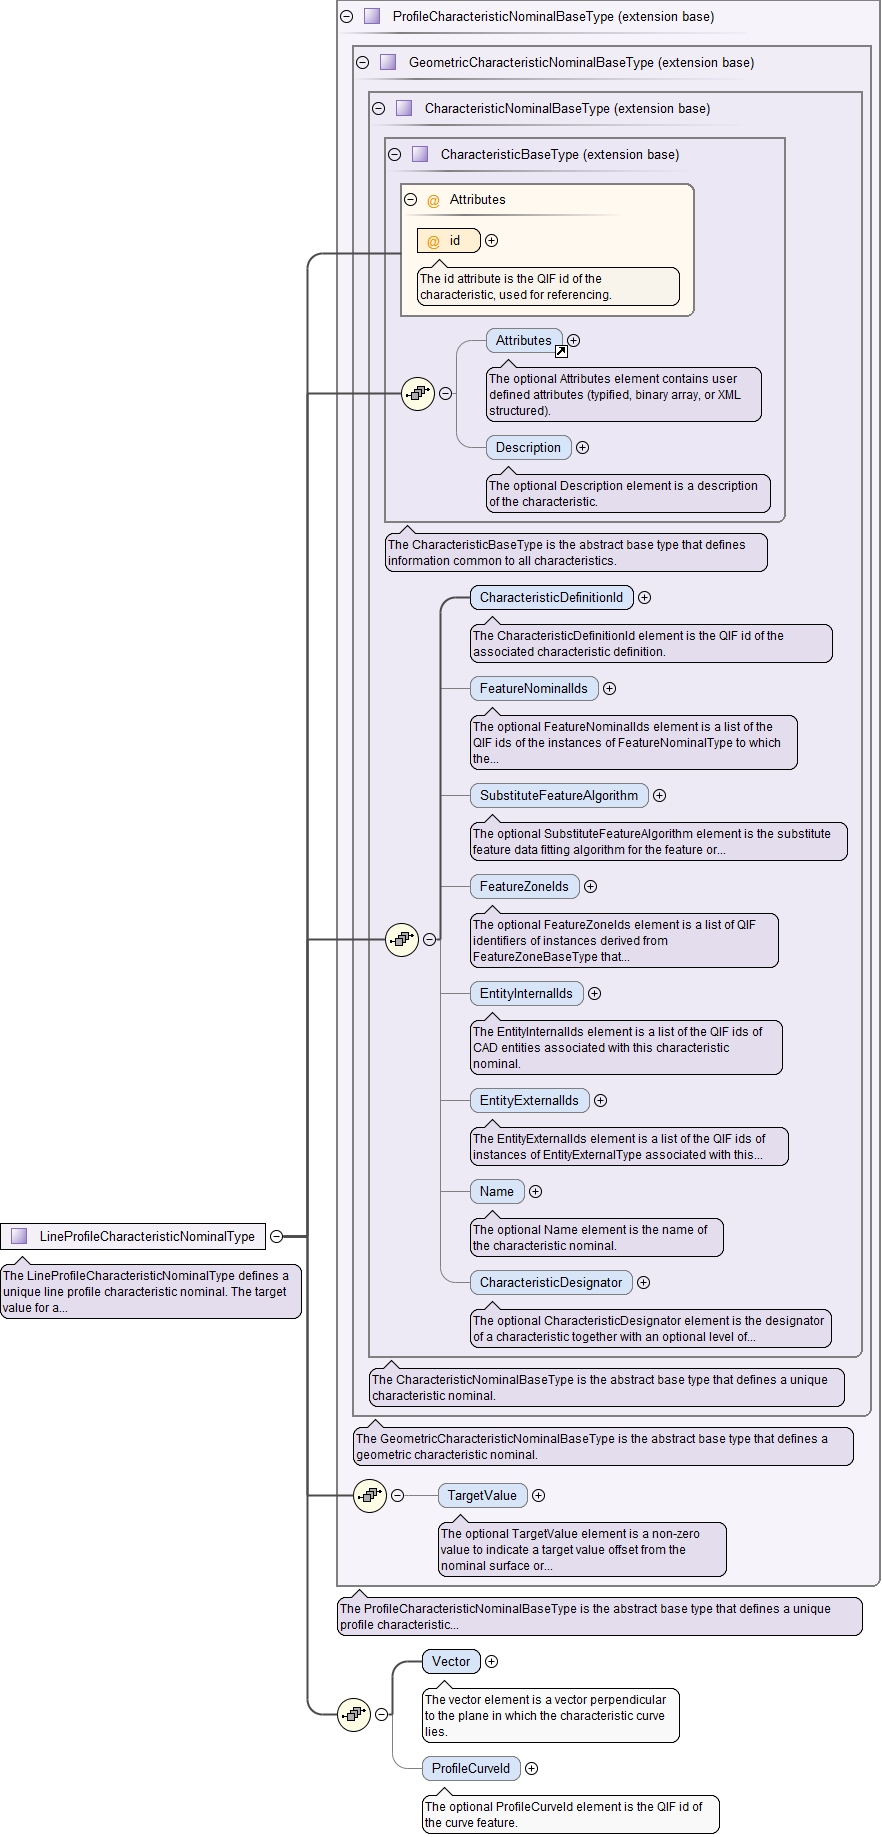 ProfileCharacteristicNominalBaseType (extension base)
GeometricCharacteristicNominalBaseType (extension base)
CharacteristicNominalBaseType (extension base)
CharacteristicBaseType (extension base)
@ Attributes
@ id
The id attribute is the QIF id of the
characteristic, used for referencing.
Attributes
The optional Attributes element contains user
defined attributes (typified, binary array, or XML
structured).
Description
The optional Description element is a description
of the characteristic.
The CharacteristicBaseType is the abstract base type that defines
information common to all characteristics.
CharacteristicDefinitionId
The CharacteristicDefinitionId element is the QIF id of the
associated characteristic definition.
FeatureNominalIds
The optional FeatureNominalIds element is a list of the
QIF ids of the instances of FeatureNominalType to which
the...
SubstituteFeatureAlgorithm
The optional SubstituteFeatureAlgorithm element is the substitute
feature data fitting algorithm for the feature or...
FeatureZoneIds
The optional FeatureZoneIds element is a list of QIF
identifiers of instances derived from
FeatureZoneBaseType that...
EntityInternalIds
The EntityInternalIds element is a list of the QIF ids of
CAD entities associated with this characteristic
nominal.
EntityExternalIds
The EntityExternalIds element is a list of the QIF ids of
instances of EntityExternalType associated with this...
Name
The optional Name element is the name of
the characteristic nominal.
LineProfileCharacteristicNominalType
The LineProfileCharacteristicNominalType defines a
unique line profile characteristic nominal. The target
value for a...
CharacteristicDesignator
The optional CharacteristicDesignator element is the designator
of a characteristic together with an optional level of...
The CharacteristicNominalBaseType is the abstract base type that defines a unique
characteristic nominal.
The GeometricCharacteristicNominalBaseType is the abstract base type that defines a
geometric characteristic nominal.
TargetValue
The optional TargetValue element is a non-zero
value to indicate a target value offset from the
nominal surface or...
The ProfileCharacteristicNominalBaseType is the abstract base type that defines a unique
profile characteristic...
Vector
The vector element is a vector perpendicular
to the plane in which the characteristic curve
lies.
ProfileCurveId
The optional ProfileCurveId element is the QIF id of
the curve feature.